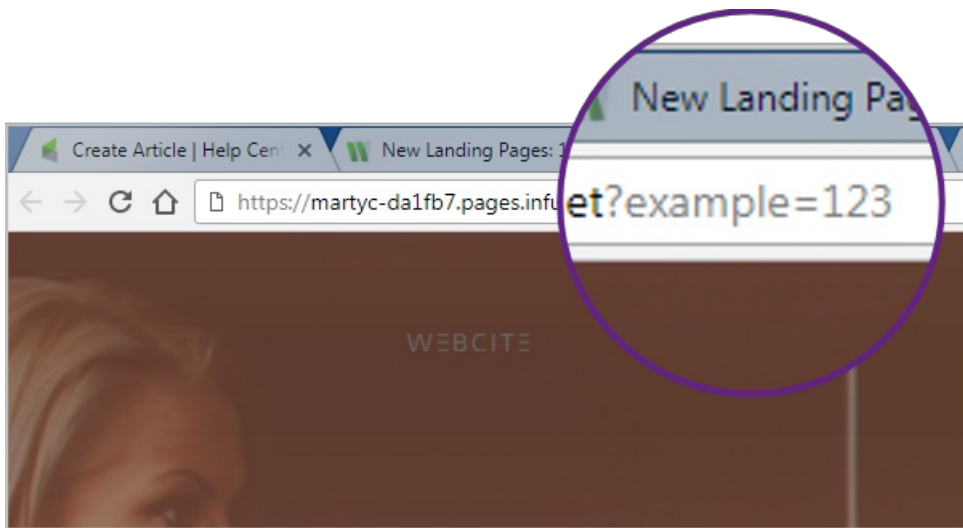 New Landing Pag
Create Article | Help Cent
New Landing Pages: 1
https://martyc-da1fb7.pages.infu
et?example=123
WEBCITE